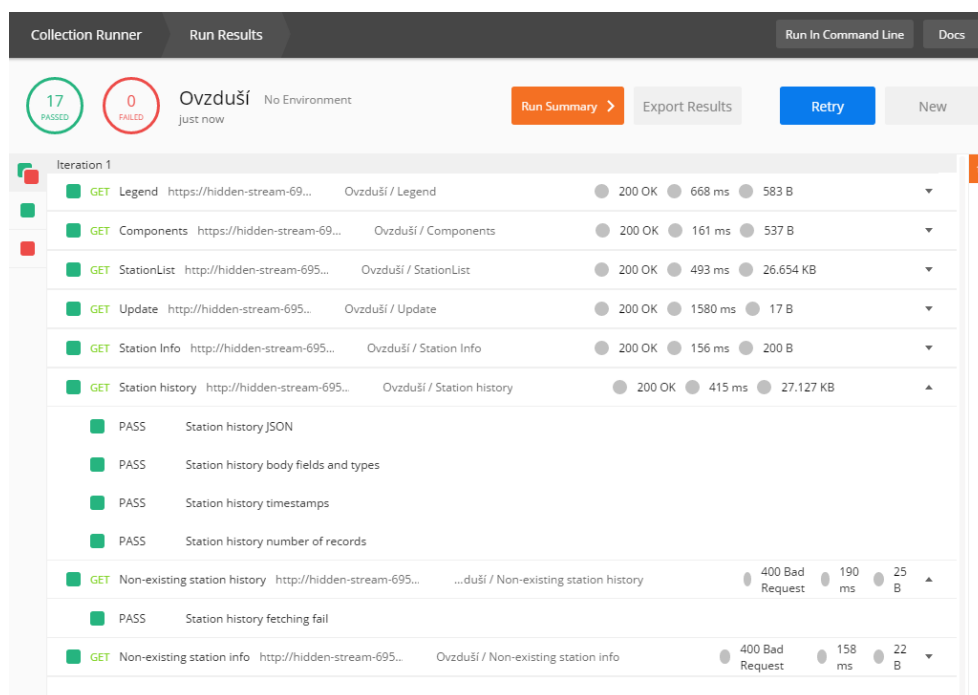 Collection Runner Run Results Run In Command Line Docs
17 PASSED 0 FAILED Ovzduší No Environment just now Run Summary Export Results Retry New
Iteration 1
GET Legend https://hidden-stream-69... Ovzduší / Legend 200 OK 668 ms 583 B
GET Components https://hidden-stream-69... Ovzduší / Components 200 OK 161 ms 537 B
GET StationList http://hidden-stream-695... Ovzduší / StationList 200 OK 493 ms 26.654 KB
GET Update http://hidden-stream-695... Ovzduší / Update 200 OK 1580 ms 17 B
GET Station Info http://hidden-stream-695... Ovzduší / Station Info 200 OK 156 ms 200 B
GET Station history http://hidden-stream-695... Ovzduší / Station history 200 OK 415 ms 27.127 KB
PASS Station history JSON
PASS Station history body fields and types
PASS Station history timestamps
PASS Station history number of records
GET Non-existing station history http://hidden-stream-695... ...duší / Non-existing station history 400 Bad Request 190 ms 25 B
PASS Station history fetching fail
GET Non-existing station info http://hidden-stream-695... Ovzduší / Non-existing station info 400 Bad Request 158 ms 22 B